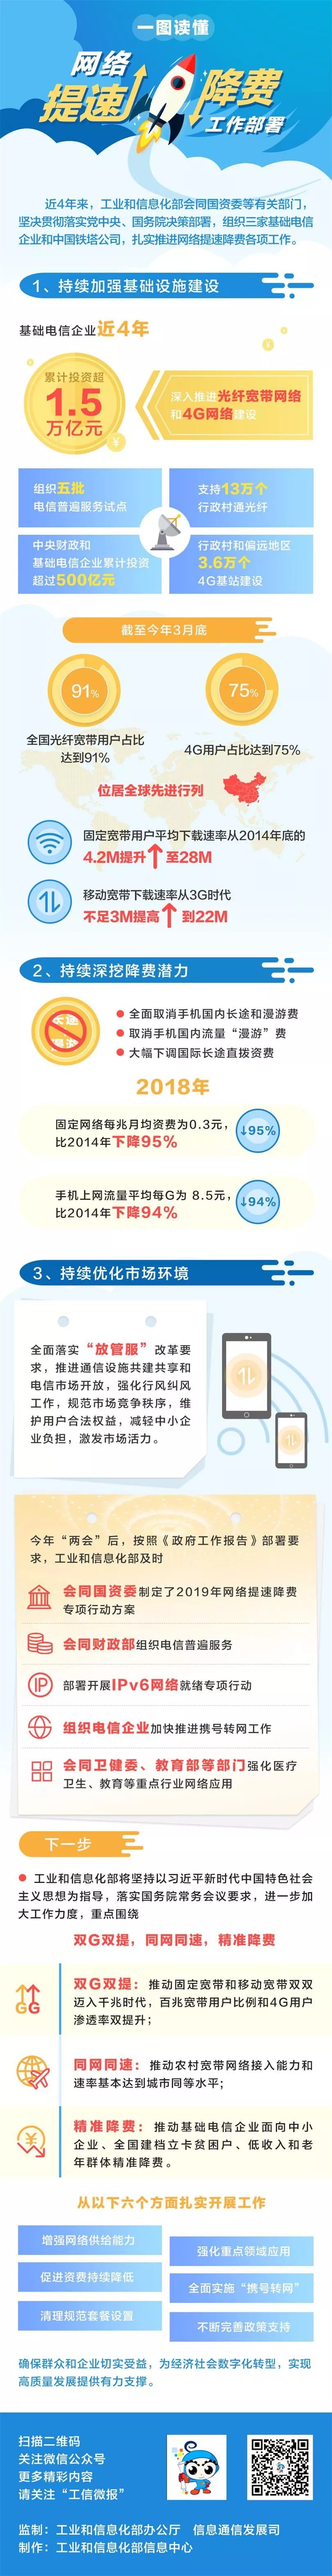 一图读懂
网络
提速
降费
工作部署
近4年来，工业和信息化部会同国资委等有关部门，
坚决贯彻落实党中央、国务院决策部署，组织三家基础电信
企业和中国铁塔公司，扎实推进网络提速降费各项工作。
1、持续加强基础设施建设
基础电信企业近4年
累计投资超
1.5
万亿元
深入推进光纤宽带网络
和4G网络建设
组织五批
电信普遍服务试点
支持13万个
行政村通光纤
中央财政和
基础电信企业累计投资
超过500亿元
行政村和偏远地区
3.6万个
4G基站建设
截至今年3月底
91%
75%
全国光纤宽带用户占比
达到91%
4G用户占比达到75%
位居全球先进行列
固定宽带用户平均下载速率从2014年底的
4.2M提升至28M
移动宽带下载速率从3G时代
不足3M提高到22M
2、持续深挖降费潜力
长途
漫游
全面取消手机国内长途和漫游费
取消手机国内流量“漫游”费
大幅下调国际长途直拨资费
2018年
固定网络每兆月均资费为0.3元，
比2014年下降95%
↓95%
手机上网流量平均每G为 8.5元，
比2014年下降94%
↓94%
3、持续优化市场环境
全面落实“放管服”改革要
求，推进通信设施共建共享和
电信市场开放，强化行风纠风
工作，规范市场竞争秩序，维
护用户合法权益，减轻中小企
业负担，激发市场活力。
今年“两会”后，按照《政府工作报告》部署要
求，工业和信息化部及时
会同国资委制定了2019年网络提速降费
专项行动方案
会同财政部组织电信普遍服务
IP
部署开展IPv6网络就绪专项行动
组织电信企业加快推进携号转网工作
会同卫健委、教育部等部门强化医疗
卫生、教育等重点行业网络应用
下一步
工业和信息化部将坚持以习近平新时代中国特色社会
主义思想为指导，落实国务院常务会议要求，进一步加
大工作力度，重点围绕
双G双提，同网同速，精准降费
GG
双G双提：推动固定宽带和移动宽带双双
迈入千兆时代，百兆宽带用户比例和4G用户
渗透率双提升；
同网同速：推动农村宽带网络接入能力和
速率基本达到城市同等水平；
精准降费：推动基础电信企业面向中小
企业、全国建档立卡贫困户、低收入和老
年群体精准降费。
从以下六个方面扎实开展工作
增强网络供给能力
强化重点领域应用
促进资费持续降低
全面实施“携号转网”
清理规范套餐设置
不断完善政策支持
确保群众和企业切实受益，为经济社会数字化转型，实现
高质量发展提供有力支撑。
扫描二维码
关注微信公众号
更多精彩内容
请关注“工信微报”
监制：工业和信息化部办公厅 信息通信发展司
制作：工业和信息化部信息中心